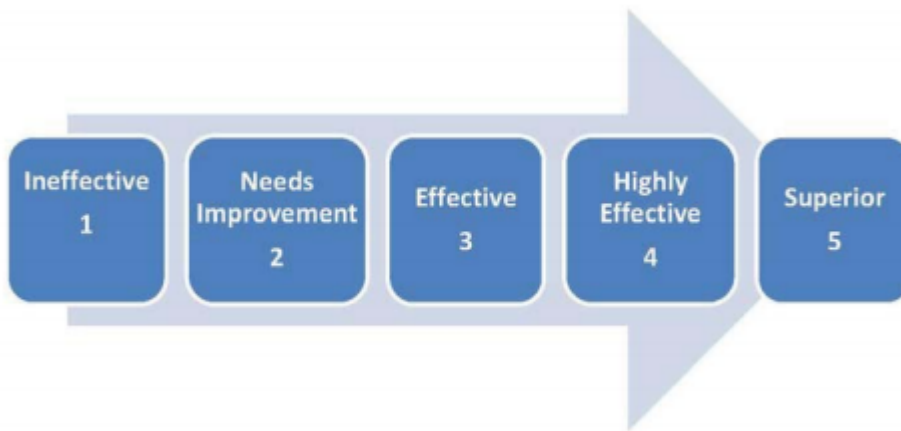 Ineffective
1
Needs
Improvement
2
Effective
3
Highly
Effective
4
Superior
5